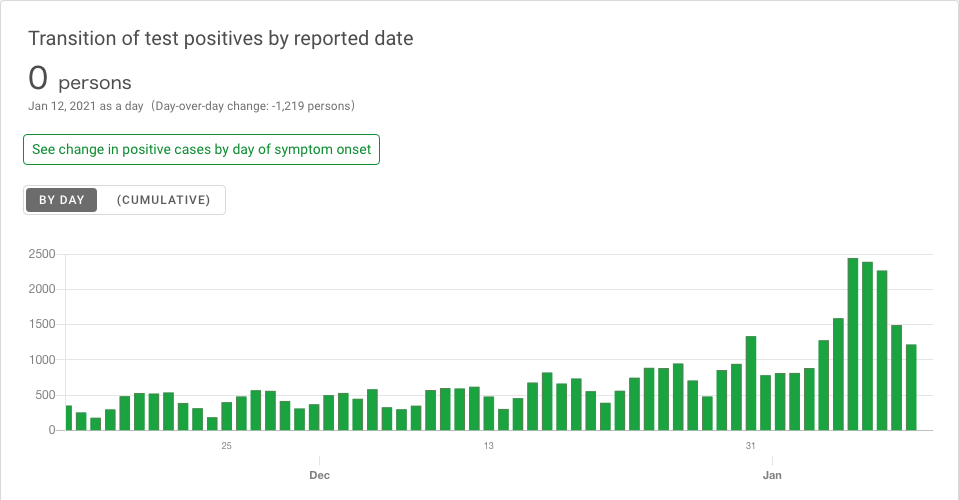 Transition of test positives by reported date
0 persons
Jan 12, 2021 as a day (Day-over-day change: -1,219 persons)
See change in positive cases by day of symptom onset
BY DAY (CUMULATIVE)
2500
2000
1500
1000
500
0
25 13 31
Dec Jan